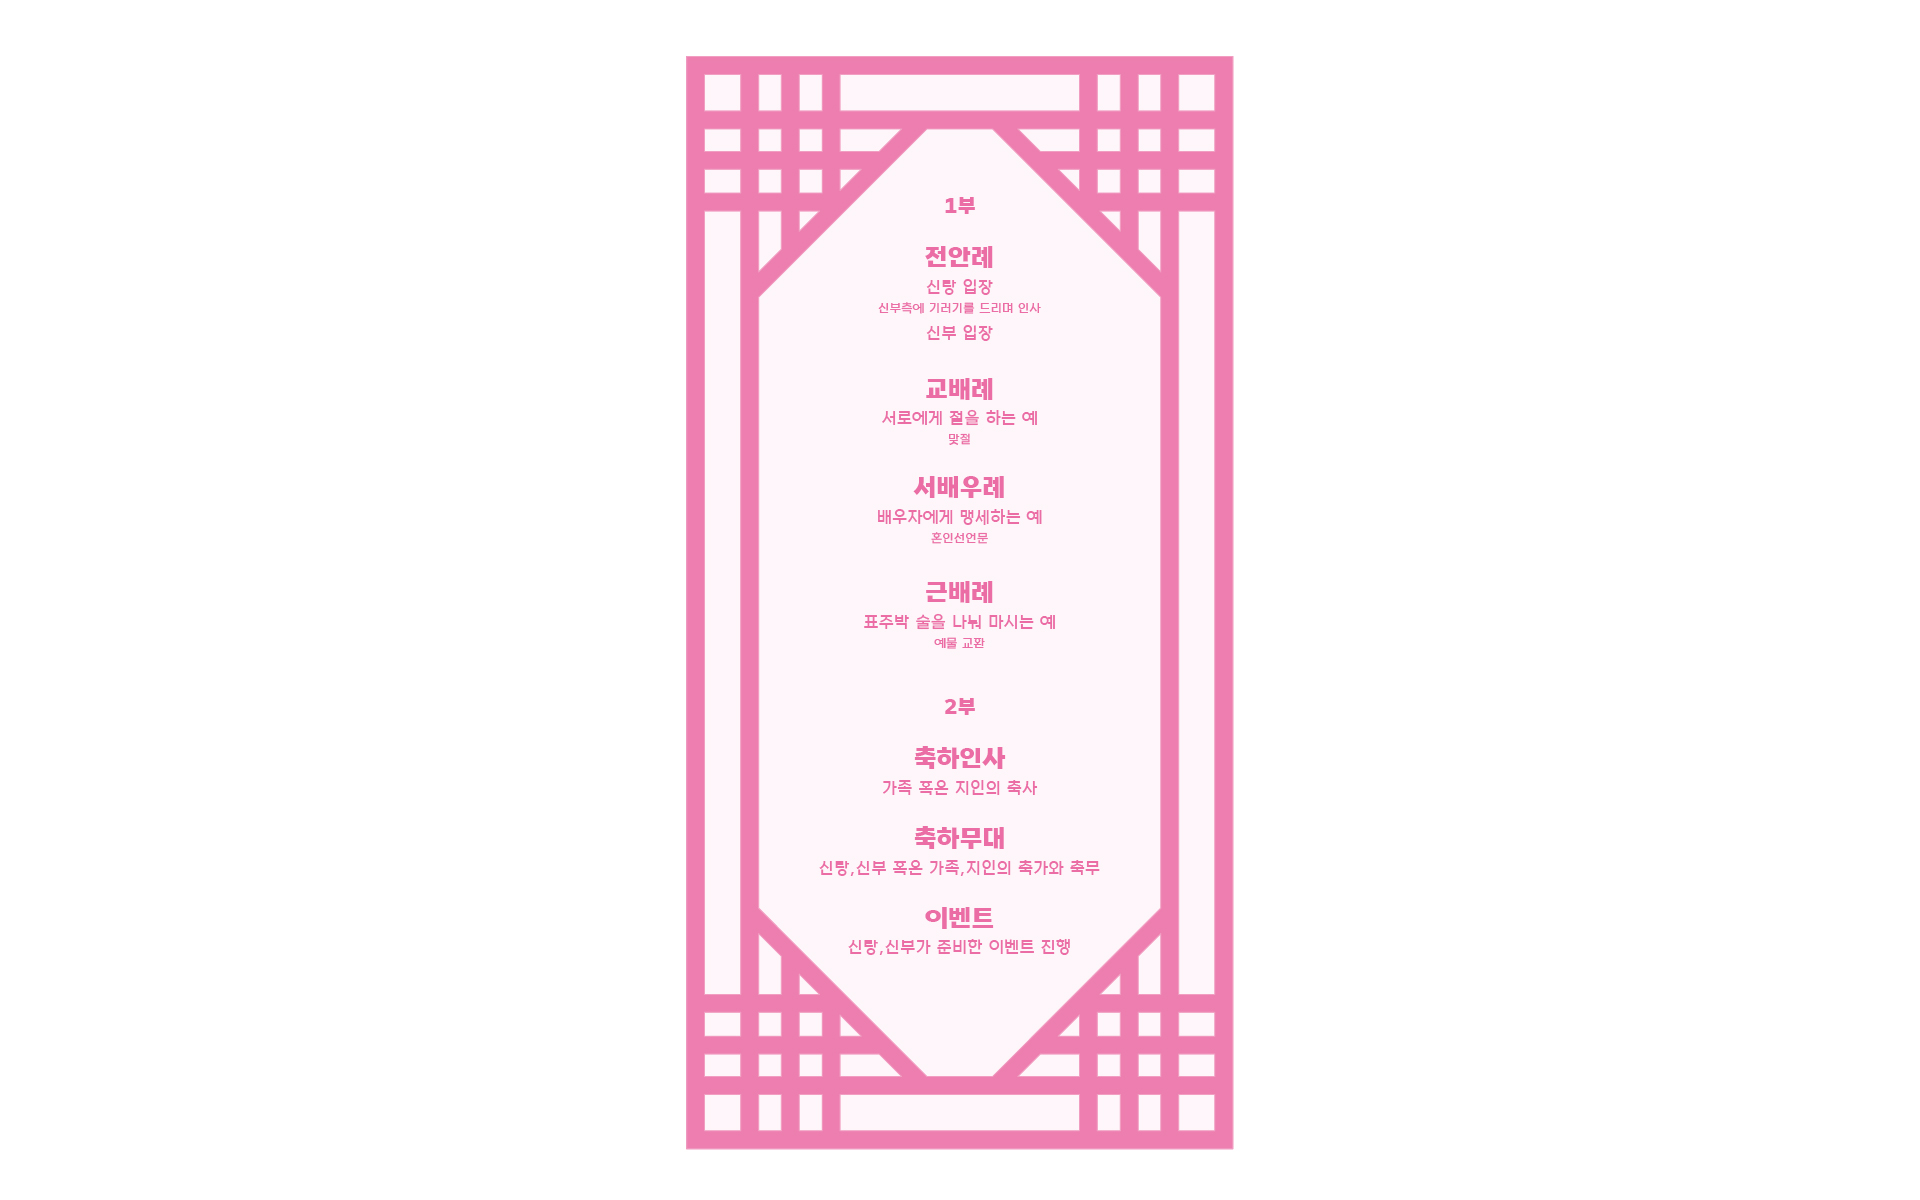 1부
전안례
신랑 입장
신부측에 기러기를 드리며 인사
신부 입장
교배례
서로에게 절을 하는 예
맞절
서배우례
배우자에게 맹세하는 예
혼인선언문
근배례
표주박 술을 나눠 마시는 예
예물 교환
2부
축하인사
가족 혹은 지인의 축사
축하무대
신랑,신부 혹은 가족,지인의 축가와 축무
이벤트
신랑,신부가 준비한 이벤트 진행